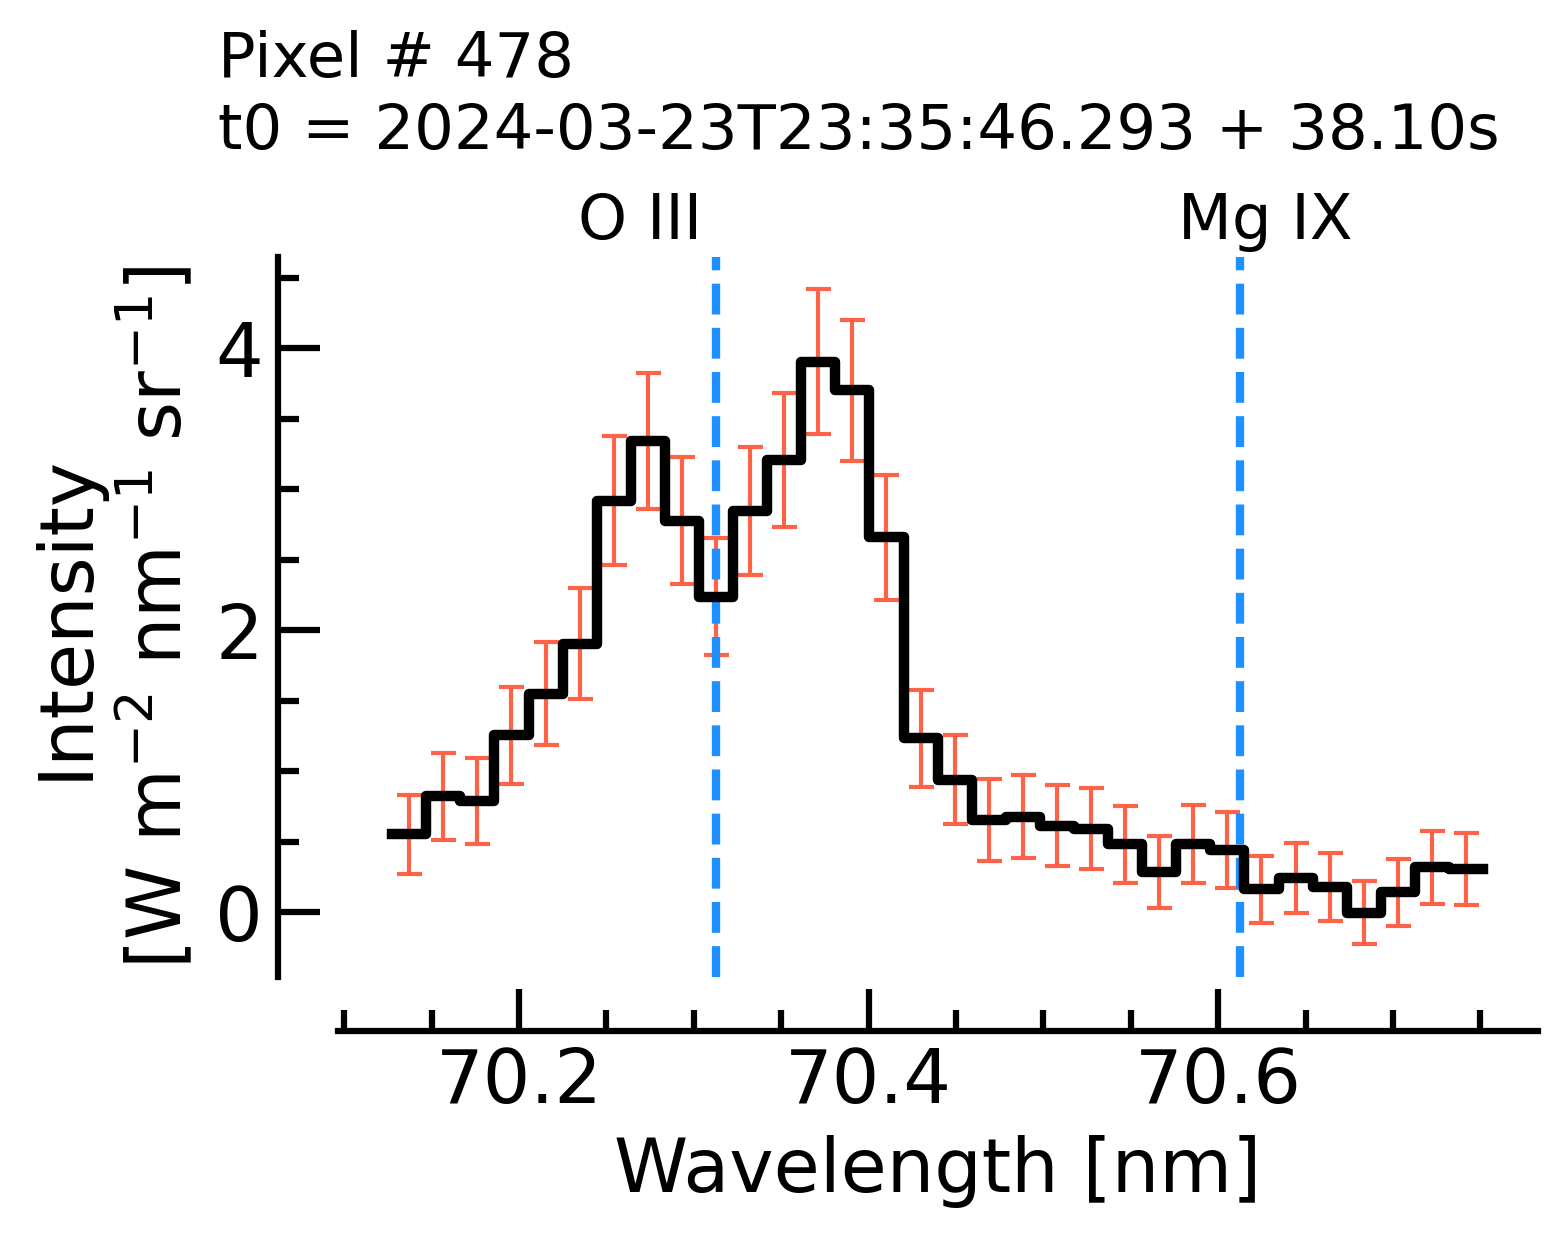 Pixel # 478
t0 = 2024-03-23T23:35:46.293 + 38.10s
O III
Mg IX
Intensity
[W m⁻² nm⁻¹ sr⁻¹]
4
2
0
70.2
70.4
70.6
Wavelength [nm]